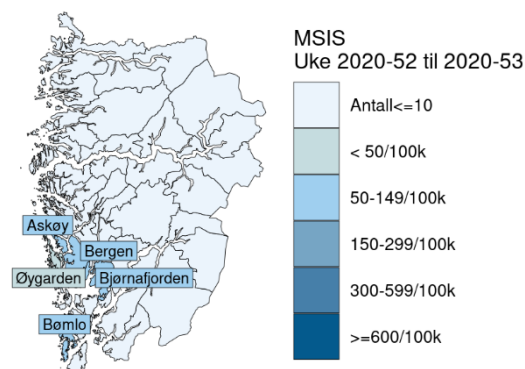 MSIS
Uke 2020-52 til 2020-53
Antall<=10
< 50/100k
50-149/100k
150-299/100k
300-599/100k
>=600/100k
Askøy
Bergen
Øygarden
Bjørnafjorden
Bømlo